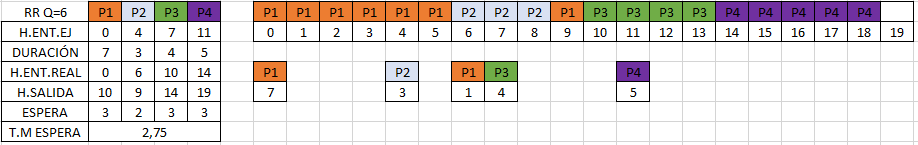 RR Q=6 P1 P2 P3 P4 P1 P1 P1 P1 P1 P1 P2 P2 P2 P1 P3 P3 P3 P3 P4 P4 P4 P4 P4
H.ENT.EJ 0 4 7 11 0 1 2 3 4 5 6 7 8 9 10 11 12 13 14 15 16 17 18 19
DURACIÓN 7 3 4 5
H.ENT.REAL 0 6 10 14 P1 P2 P1 P3 P4
H.SALIDA 10 9 14 19 7 3 1 4 5
ESPERA 3 2 3 3
T.M ESPERA 2,75